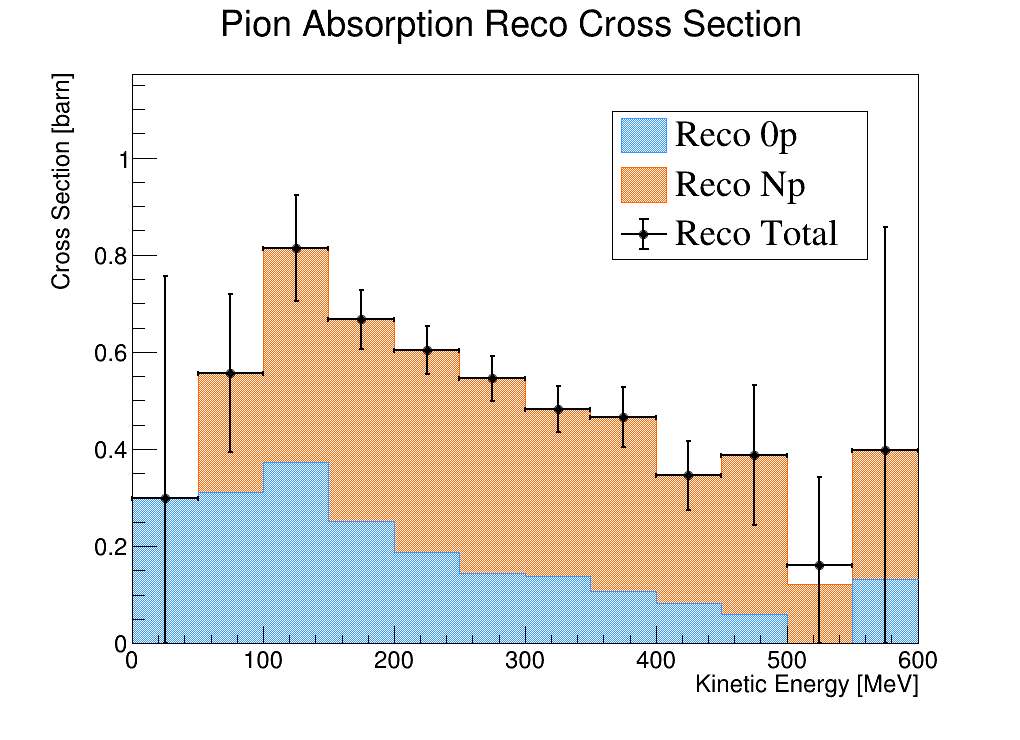 Pion Absorption Reco Cross Section
Cross Section [barn]
1
0.8
0.6
0.4
0.2
0
Reco 0p
Reco Np
Reco Total
0 100 200 300 400 500 600
Kinetic Energy [MeV]